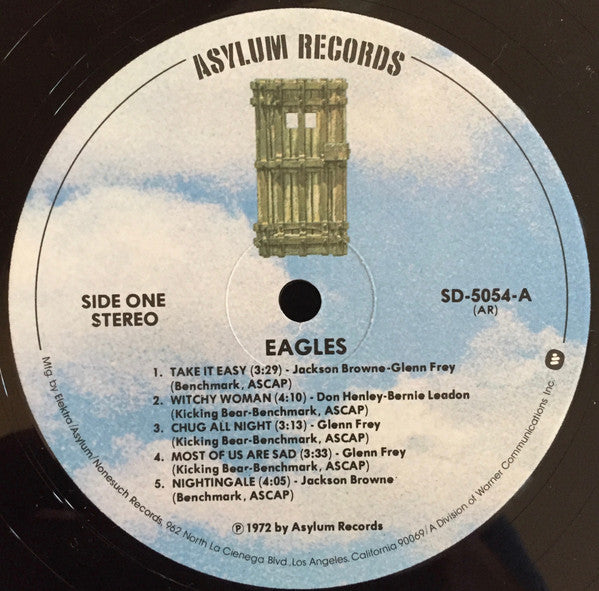 ASYLUM RECORDS
SIDE ONE
STEREO
SD-5054-A
(AR)
EAGLES
1. TAKE IT EASY (3:29) - Jackson Browne-Glenn Frey
(Benchmark, ASCAP)
2. WITCHY WOMAN (4:10) - Don Henley-Bernie Leadon
(Kicking Bear-Benchmark, ASCAP)
3. CHUG ALL NIGHT (3:13) - Glenn Frey
(Kicking Bear-Benchmark, ASCAP)
4. MOST OF US ARE SAD (3:33) - Glenn Frey
(Kicking Bear-Benchmark, ASCAP)
5. NIGHTINGALE (4:05) - Jackson Browne
(Benchmark, ASCAP)
℗ 1972 by Asylum Records
Mfg. by Elektra/Asylum/Nonesuch Records, 962 North La Cienega Blvd., Los Angeles, California 90069/A Division of Warner Communications Inc.